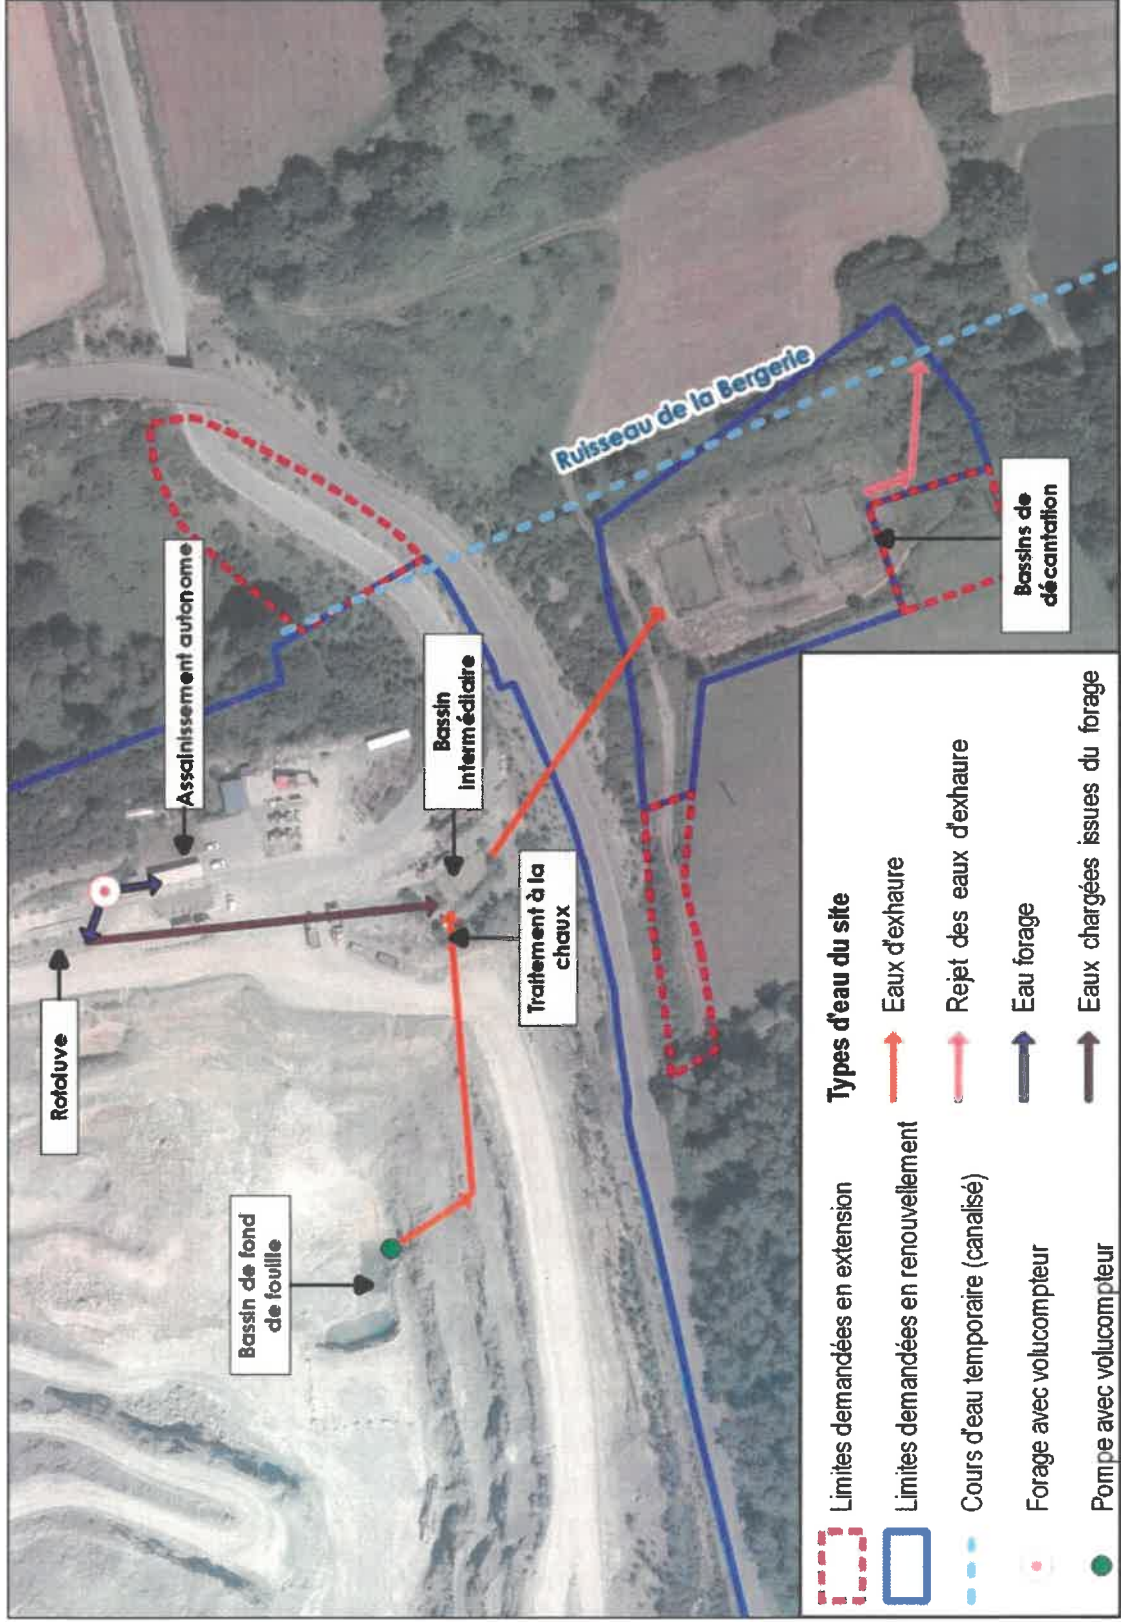 Rotoluve
Assainissement autonome
Bassin de fond
de fouille
Traitement à la
chaux
Bassin
intermédiaire
Ruisseau de la Bergerie
Bassins de
décantation
Limites demandées en extension
Limites demandées en renouvellement
Cours d'eau temporaire (canalisé)
Forage avec volucompteur
Pompe avec volucompteur
Types d'eau du site
Eaux d'exhaure
Rejet des eaux d'exhaure
Eau forage
Eaux chargées issues du forage